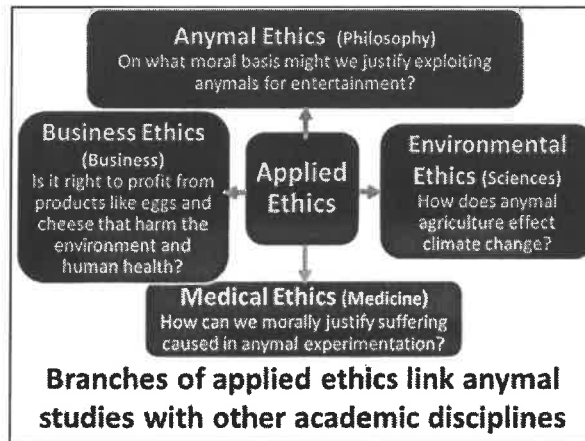 Anymal Ethics (Philosophy)
On what moral basis might we justify exploiting
anymals for entertainment?
Business Ethics
(Business)
Is it right to profit from
products like eggs and
cheese that harm the
environment and
human health?
Applied
Ethics
Environmental
Ethics (Sciences)
How does anymal
agriculture effect
climate change?
Medical Ethics (Medicine)
How can we morally justify suffering
caused in anymal experimentation?
Branches of applied ethics link anymal
studies with other academic disciplines